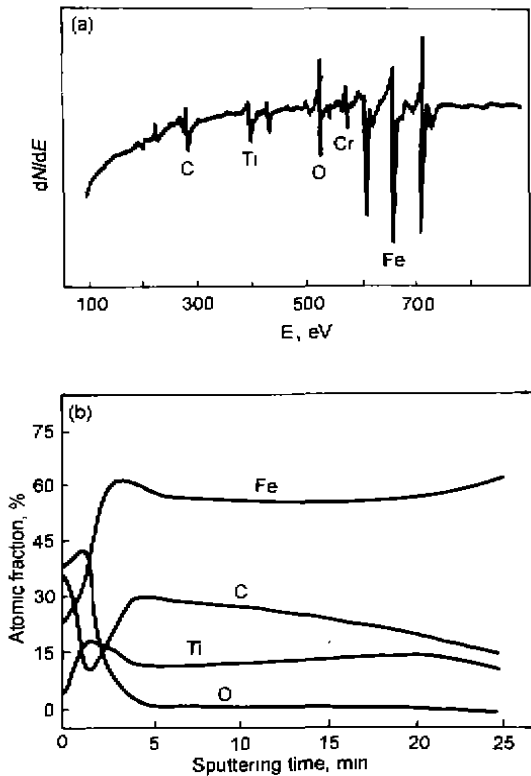 (a)
dN/dE
C
Ti
O
Cr
Fe
100 300 500 700
E, eV
(b)
Atomic fraction, %
75
60
45
30
15
0
Fe
C
Ti
O
0 5 10 15 20 25
Sputtering time, min